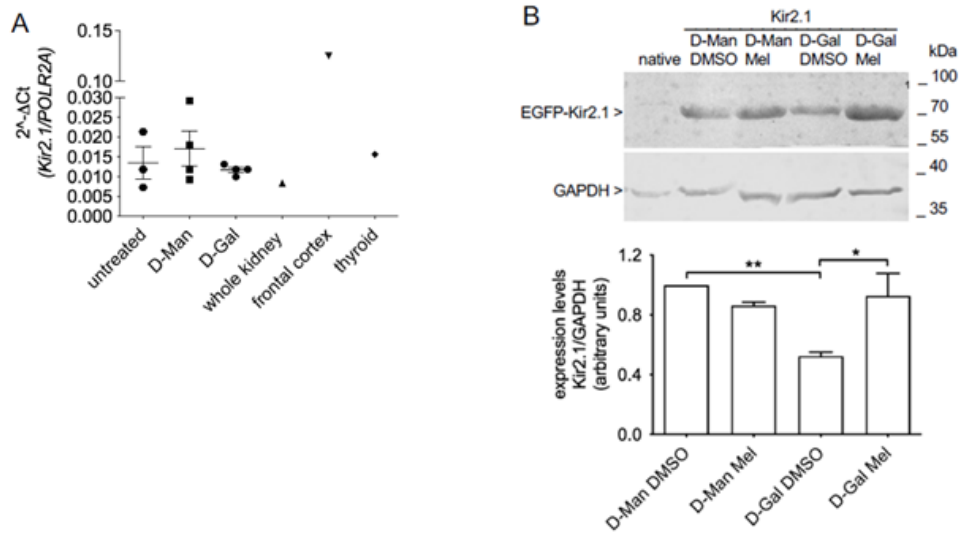 A
0.15
0.10
0.030
0.025
0.020
0.015
0.010
0.005
0.000
2^-ΔCt
(Kir2.1/POLR2A)
untreated
D-Man
D-Gal
whole kidney
frontal cortex
thyroid
B
Kir2.1
D-Man D-Man D-Gal D-Gal
native DMSO Mel DMSO Mel
kDa
100
EGFP-Kir2.1 >
70
55
40
GAPDH >
35
1.2
0.8
0.4
0.0
expression levels
Kir2.1/GAPDH
(arbitrary units)
**
*
D-Man DMSO
D-Man Mel
D-Gal DMSO
D-Gal Mel